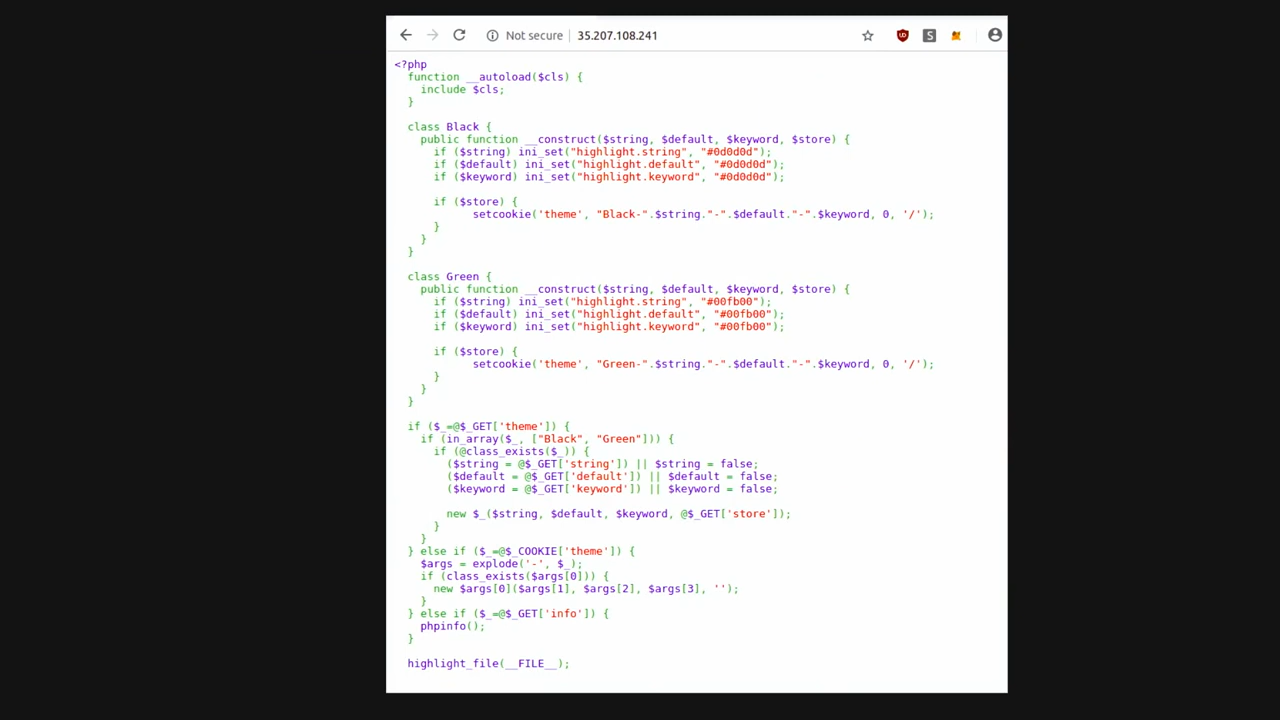 Not secure 35.207.108.241
<?php
function __autoload($cls) {
include $cls;
}
class Black {
public function __construct($string, $default, $keyword, $store) {
if ($string) ini_set("highlight.string", "#0d0d0d");
if ($default) ini_set("highlight.default", "#0d0d0d");
if ($keyword) ini_set("highlight.keyword", "#0d0d0d");
if ($store) {
setcookie('theme', "Black-".$string."-".$default."-".$keyword, 0, '/');
}
}
}
class Green {
public function __construct($string, $default, $keyword, $store) {
if ($string) ini_set("highlight.string", "#00fb00");
if ($default) ini_set("highlight.default", "#00fb00");
if ($keyword) ini_set("highlight.keyword", "#00fb00");
if ($store) {
setcookie('theme', "Green-".$string."-".$default."-".$keyword, 0, '/');
}
}
}
if ($_=@$_GET['theme']) {
if (in_array($_, ["Black", "Green"])) {
if (@class_exists($_)) {
($string = @$_GET['string']) || $string = false;
($default = @$_GET['default']) || $default = false;
($keyword = @$_GET['keyword']) || $keyword = false;
new $_($string, $default, $keyword, @$_GET['store']);
}
}
} else if ($_=@$_COOKIE['theme']) {
$args = explode('-', $_);
if (class_exists($args[0])) {
new $args[0]($args[1], $args[2], $args[3], '');
}
} else if ($_=@$_GET['info']) {
phpinfo();
}
highlight_file(__FILE__);